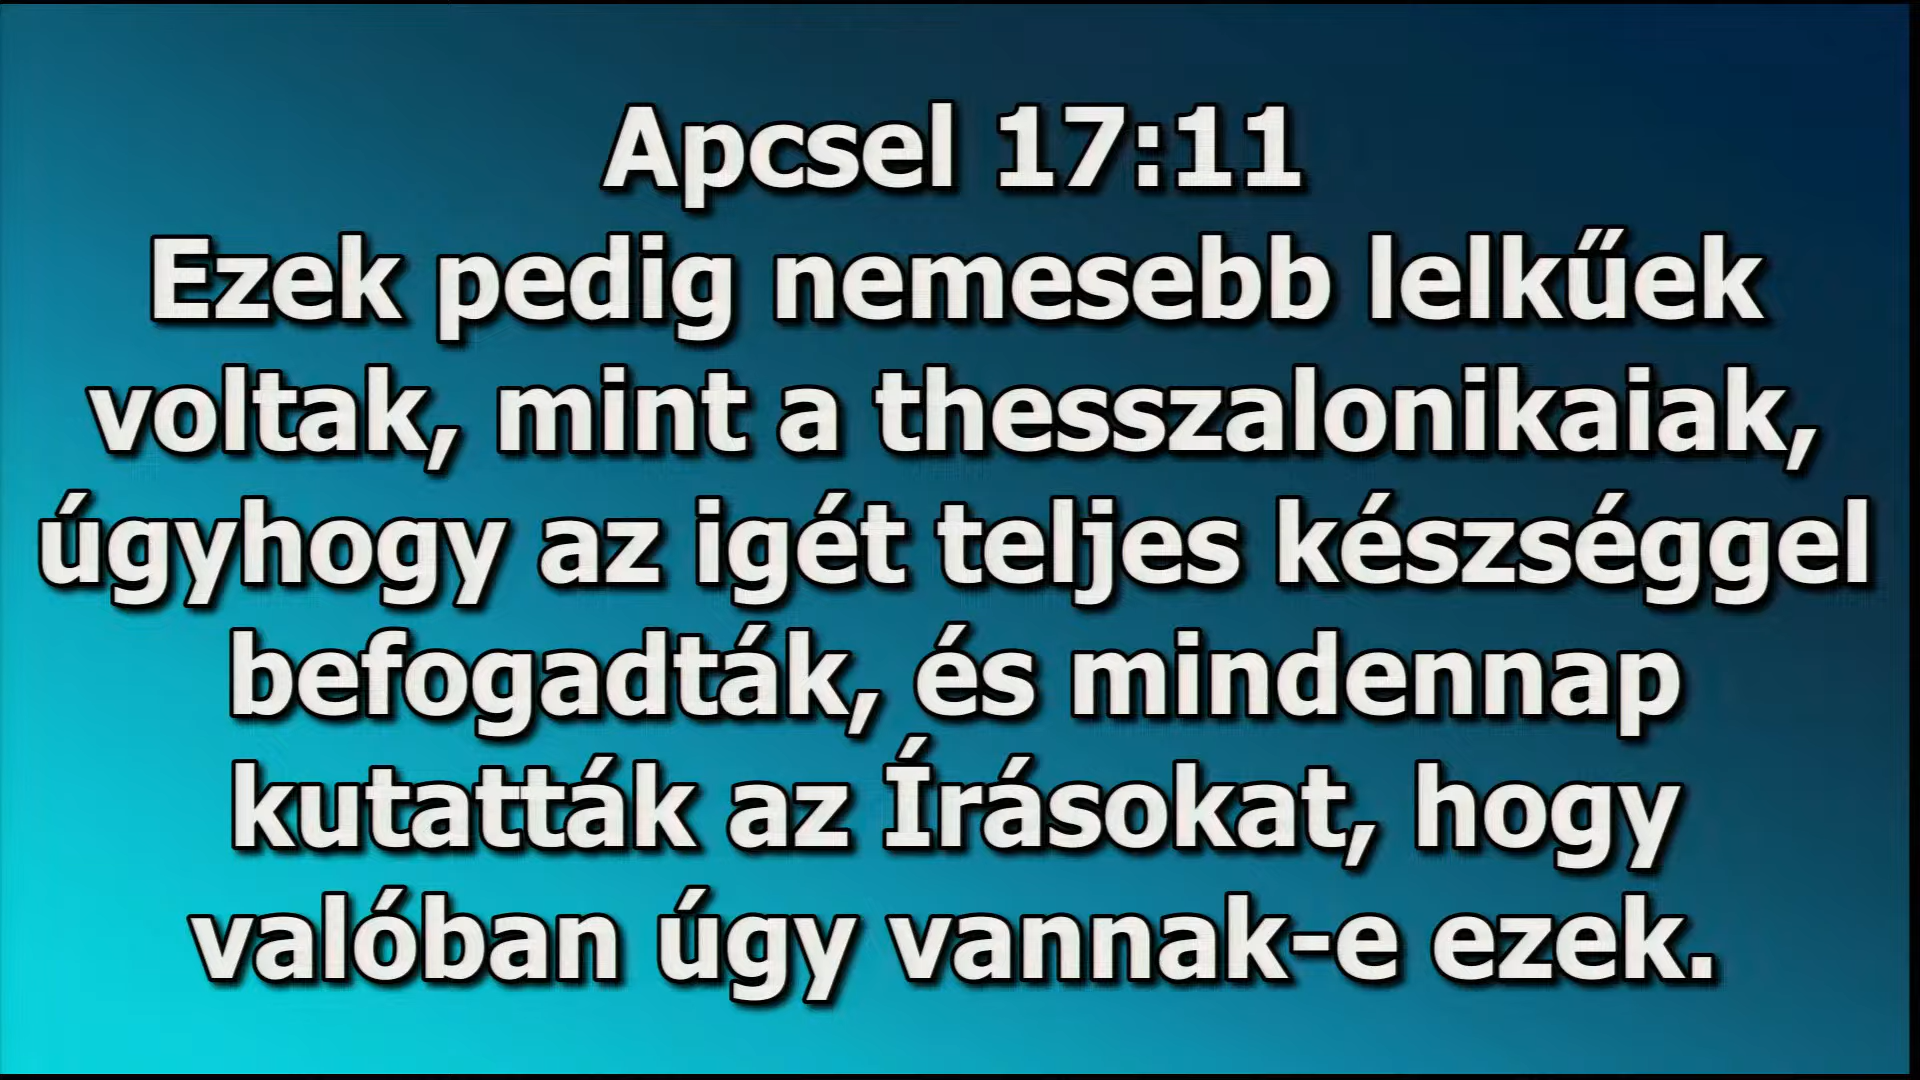 Apcsel 17:11
Ezek pedig nemesebb lelkűek
voltak, mint a thesszalonikaiak,
úgyhogy az igét teljes készséggel
befogadták, és mindennap
kutatták az Írásokat, hogy
valóban úgy vannak-e ezek.